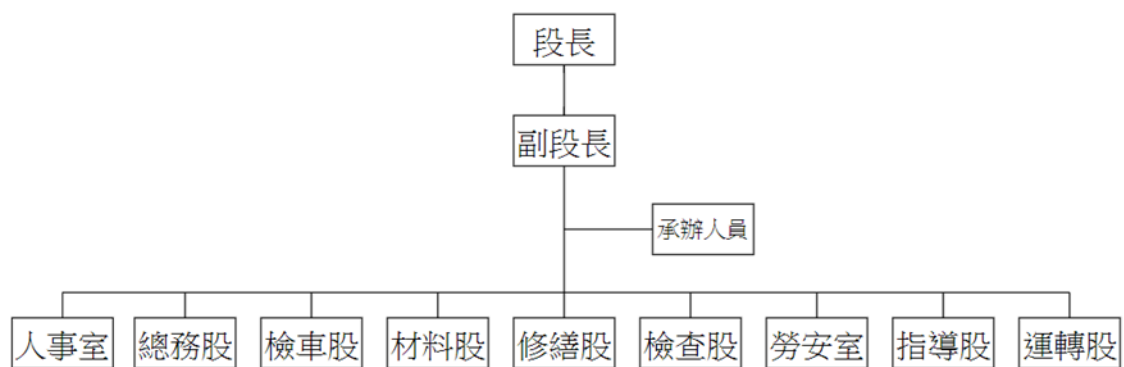 段長
副段長
承辦人員
人事室
總務股
檢車股
材料股
修繕股
檢查股
勞安室
指導股
運轉股